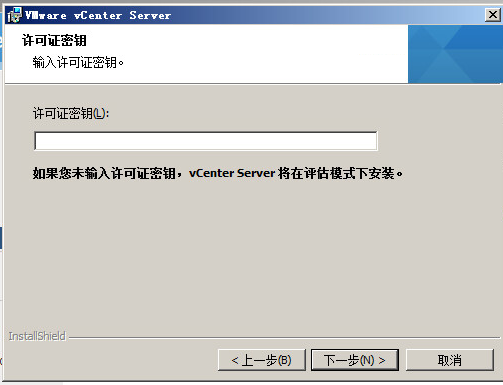 VMware vCenter Server
许可证密钥
输入许可证密钥。
许可证密钥(L):
如果您未输入许可证密钥，vCenter Server 将在评估模式下安装。
InstallShield
< 上一步(B)
下一步(N) >
取消